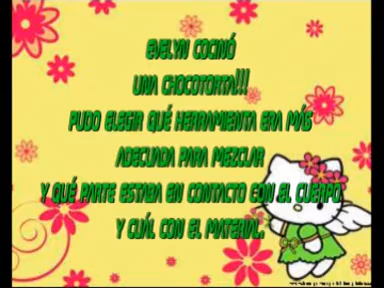 EVELYN COCINÓ
UNA CHOCOTORTA!!!
PUDO ELEGIR QUÉ HERRAMIENTA ERA MÁS
ADECUADA PARA MEZCLAR
Y QUÉ PARTE ESTABA EN CONTACTO CON EL CUERPO
Y CUÁL CON EL MATERIAL.